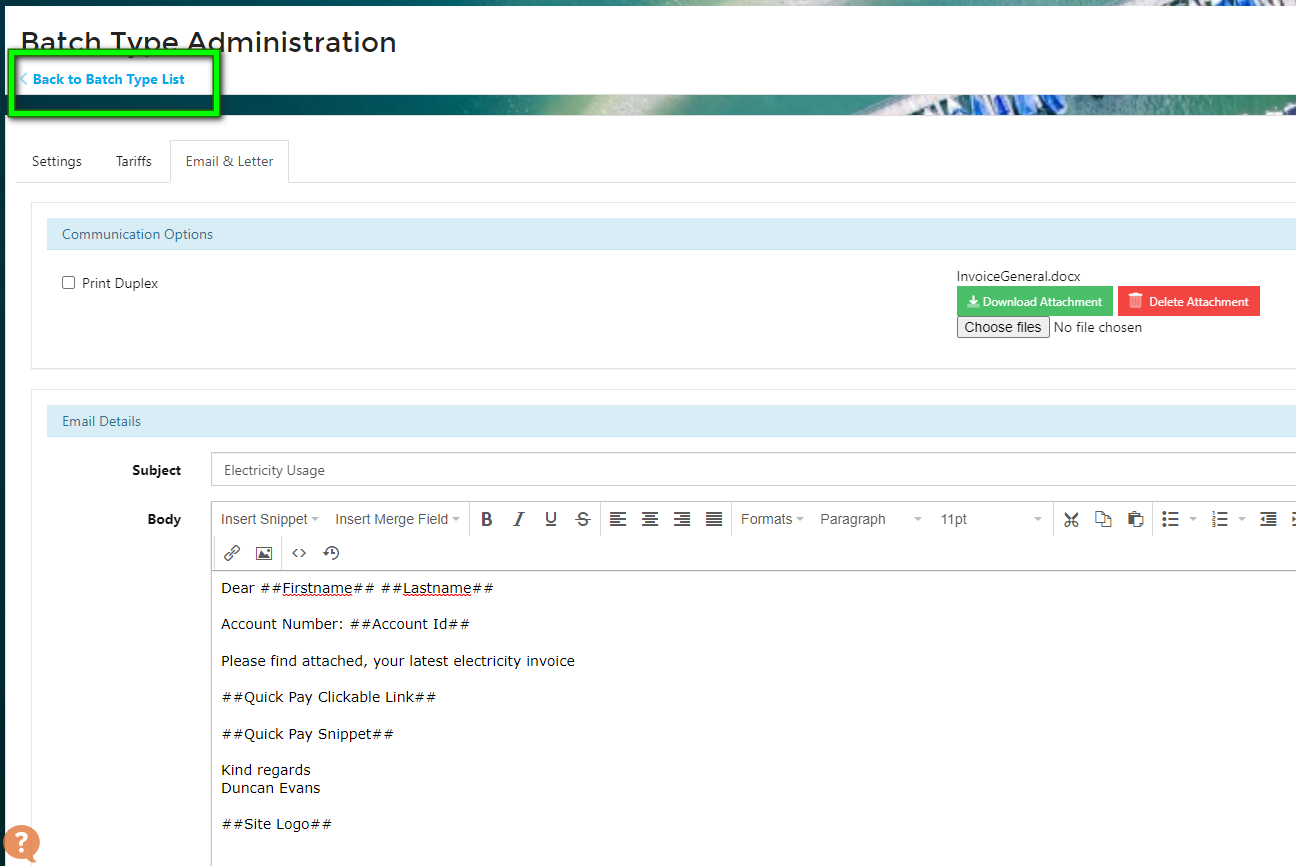 Batch Type Administration
Back to Batch Type List
Settings Tariffs Email & Letter
Communication Options
Print Duplex
InvoiceGeneral.docx
Download Attachment Delete Attachment
Choose files No file chosen
Email Details
Subject Electricity Usage
Body
Insert Snippet Insert Merge Field B I U S Formats Paragraph 11pt
Dear ##Firstname## ##Lastname##
Account Number: ##Account Id##
Please find attached, your latest electricity invoice
##Quick Pay Clickable Link##
##Quick Pay Snippet##
Kind regards
Duncan Evans
##Site Logo##
?